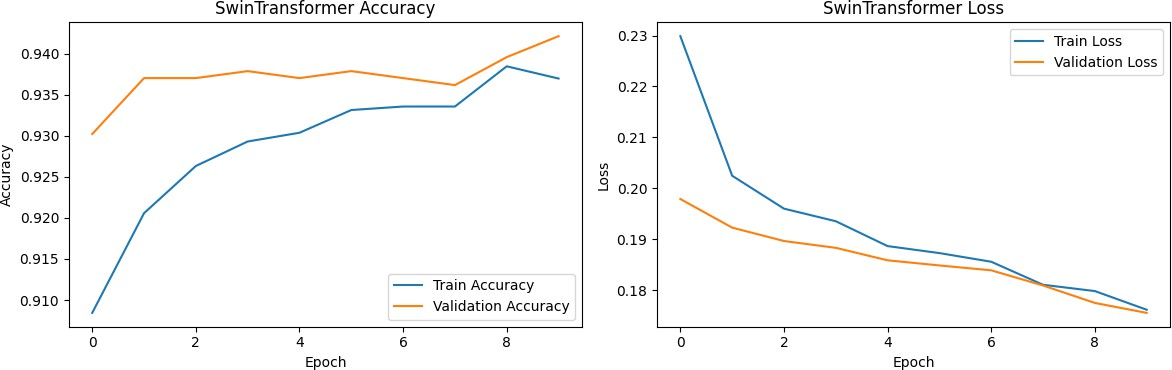 SwinTransformer Accuracy
0.940
0.935
0.930
0.925
0.920
0.915
0.910
Accuracy
Train Accuracy
Validation Accuracy
0 2 4 6 8
Epoch
SwinTransformer Loss
0.23
0.22
0.21
0.20
0.19
0.18
Loss
Train Loss
Validation Loss
0 2 4 6 8
Epoch